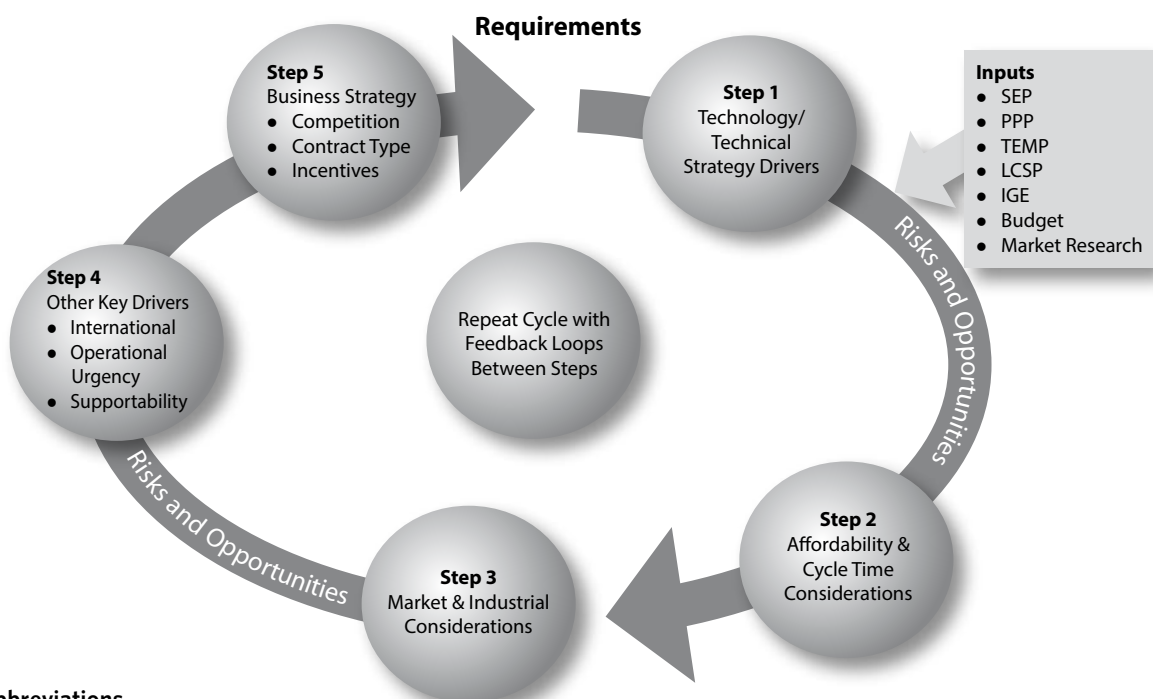 Requirements
Step 1
Technology/
Technical
Strategy Drivers
Inputs
● SEP
● PPP
● TEMP
● LCSP
● IGE
● Budget
● Market Research
Risks and Opportunities
Step 2
Affordability &
Cycle Time
Considerations
Step 3
Market & Industrial
Considerations
Risks and Opportunities
Step 4
Other Key Drivers
● International
● Operational
Urgency
● Supportability
Step 5
Business Strategy
● Competition
● Contract Type
● Incentives
Repeat Cycle with
Feedback Loops
Between Steps